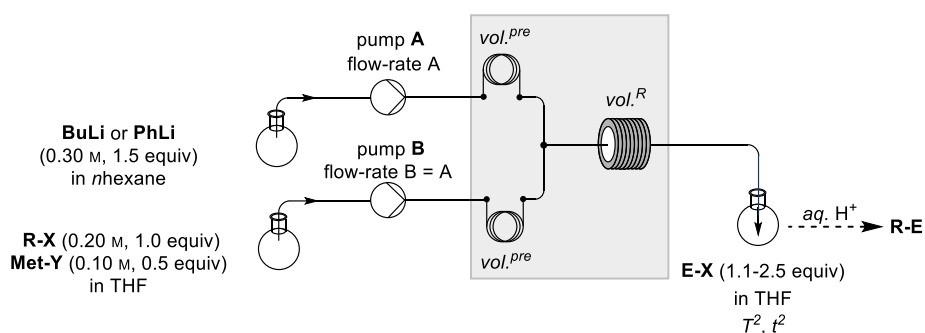 pump A
flow-rate A
vol.pre
vol.R
BuLi or PhLi
(0.30 M, 1.5 equiv)
in nhexane
pump B
flow-rate B = A
vol.pre
R-X (0.20 M, 1.0 equiv)
Met-Y (0.10 M, 0.5 equiv)
in THF
aq. H+
R-E
E-X (1.1-2.5 equiv)
in THF
T2. t2